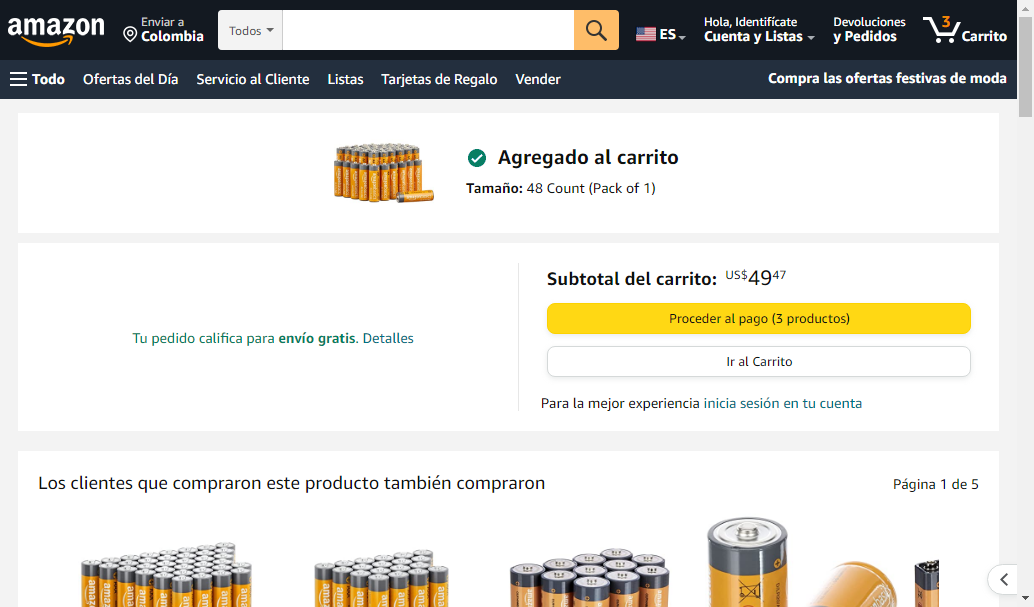 amazon
Enviar a
Colombia
Todos
ES
Hola, Identifícate
Cuenta y Listas
Devoluciones
y Pedidos
3
Carrito
Todo
Ofertas del Día
Servicio al Cliente
Listas
Tarjetas de Regalo
Vender
Compra las ofertas festivas de moda
Agregado al carrito
Tamaño: 48 Count (Pack of 1)
Tu pedido califica para envío gratis. Detalles
Subtotal del carrito: US$4947
Proceder al pago (3 productos)
Ir al Carrito
Para la mejor experiencia inicia sesión en tu cuenta
Los clientes que compraron este producto también compraron
Página 1 de 5